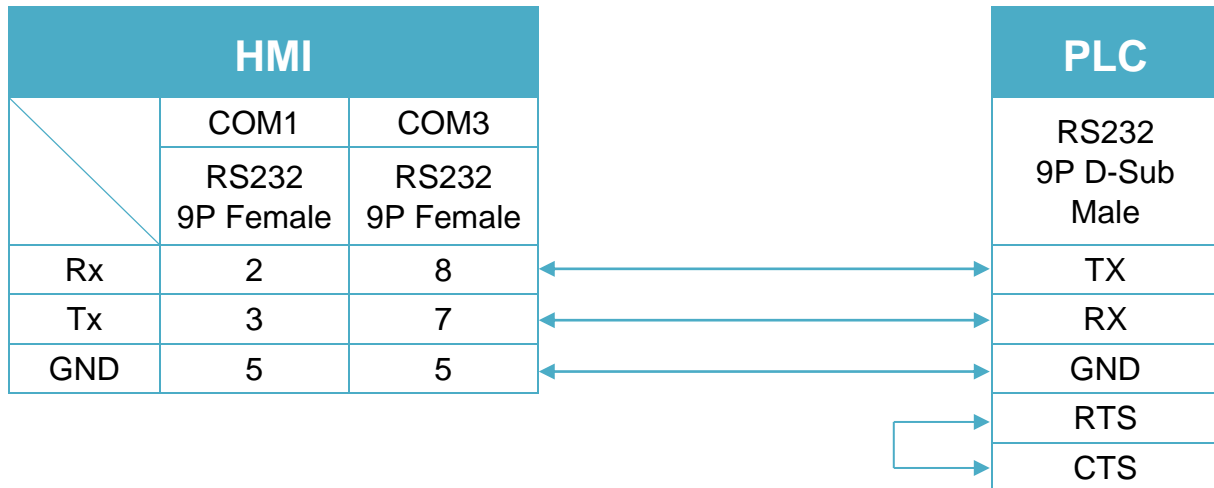 HMI
PLC
COM1
COM3
RS232
9P Female
RS232
9P Female
RS232
9P D-Sub
Male
Rx
2
8
TX
Tx
3
7
RX
GND
5
5
GND
RTS
CTS